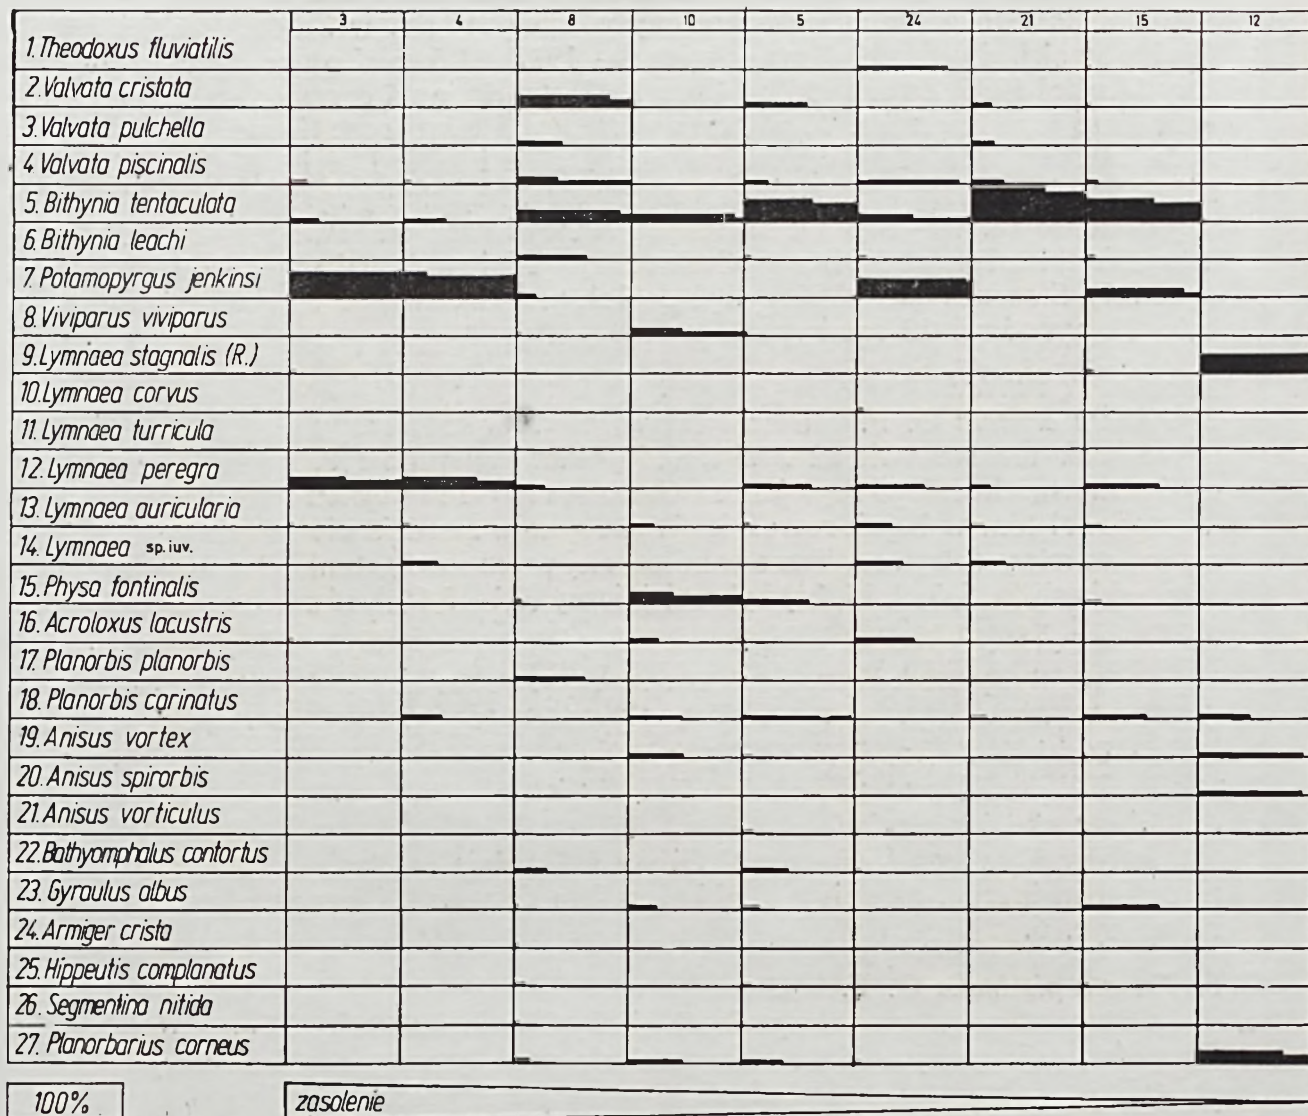 3 4 8 10 5 24 21 15 12
1. Theodoxus fluviatilis
2. Valvata cristata
3. Valvata pulchella
4. Valvata piscinalis
5. Bithynia tentaculata
6. Bithynia leachi
7. Potamopyrgus jenkinsi
8. Viviparus viviparus
9. Lymnaea stagnalis (R.)
10. Lymnaea corvus
11. Lymnaea turricula
12. Lymnaea peregra
13. Lymnaea auricularia
14. Lymnaea sp. iuv.
15. Physa fontinalis
16. Acroloxus lacustris
17. Planorbis planorbis
18. Planorbis carinatus
19. Anisus vortex
20. Anisus spirorbis
21. Anisus vorticulus
22. Bathyomphalus contortus
23. Gyraulus albus
24. Armiger crista
25. Hippeutis complanatus
26. Segmentina nitida
27. Planorbarius corneus
100% zasolenie